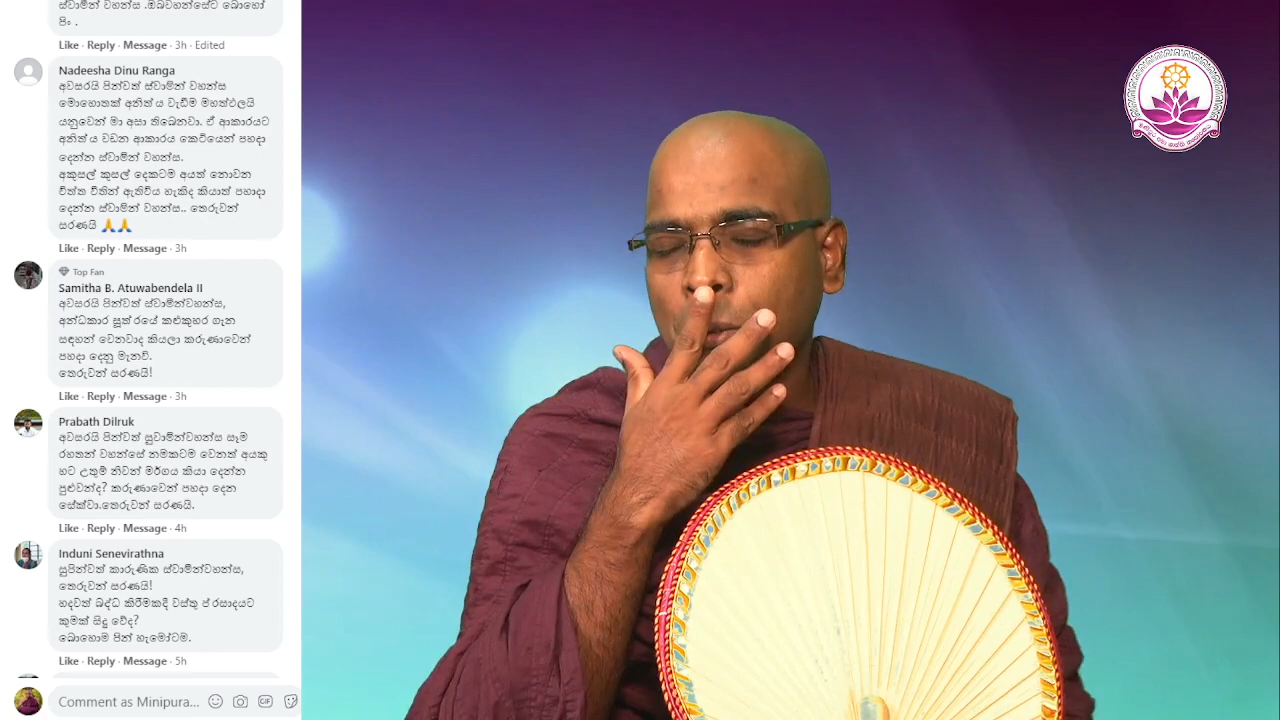 ස්වාමින් වහන්ස .ඔබවහන්සේට බොහෝ
පිං .
Like · Reply · Message · 3h · Edited
Nadeesha Dinu Ranga
අවසරයි පින්වත් ස්වාමින් වහන්ස
මොහොතක් අනිත් ය වැඩීම මහත්ඵලයි
යනුවෙන් මා අසා තිබෙනවා. ඒ ආකාරයට
අනිත් ය වඩන ආකාරය කෙටියෙන් පහදා
දෙන්න ස්වාමින් වහන්ස.
අකුසල් කුසල් දෙකටම අයත් නොවන
චිත්ත වීතින් ඇතිවිය හැකිද කියාත් පහාදා
දෙන්න ස්වාමින් වහන්ස.. තෙරුවන්
සරණයි 🙏🙏
Like · Reply · Message · 3h
Top Fan
Samitha B. Atuwabendela II
අවසරයි පින්වත් ස්වාමීන්වහන්ස,
අන්ධකාර සූත් රයේ කළුකුහර ගැන
සඳහන් වෙනවාද කියලා කරුණාවෙන්
පහදා දෙනු මැනවි.
තෙරුවන් සරණයි!
Like · Reply · Message · 3h
Prabath Dilruk
අවසරයි පින්වත් ස්‍වාමින්වහන්ස සෑම
රහතන් වහන්සේ නමකටම වෙනත් අයකු
හට උතුම් නිවන් මර්ගය කියා දෙන්න
පුළුවන්ද? කරුණාවෙන් පහදා දෙන
සේක්වා.තෙරුවන් සරණයි.
Like · Reply · Message · 4h
Induni Senevirathna
සුපින්වත් කාරුණික ස්වාමීන්වහන්ස,
තෙරුවන් සරණයි!
හදවත් බද්ධ කිරීමකදී වස්තු ප් රසාදයට
කුමක් සිදු වේද?
බොහොම පින් හැමෝටම.
Like · Reply · Message · 5h
Comment as Minipura...
GIF